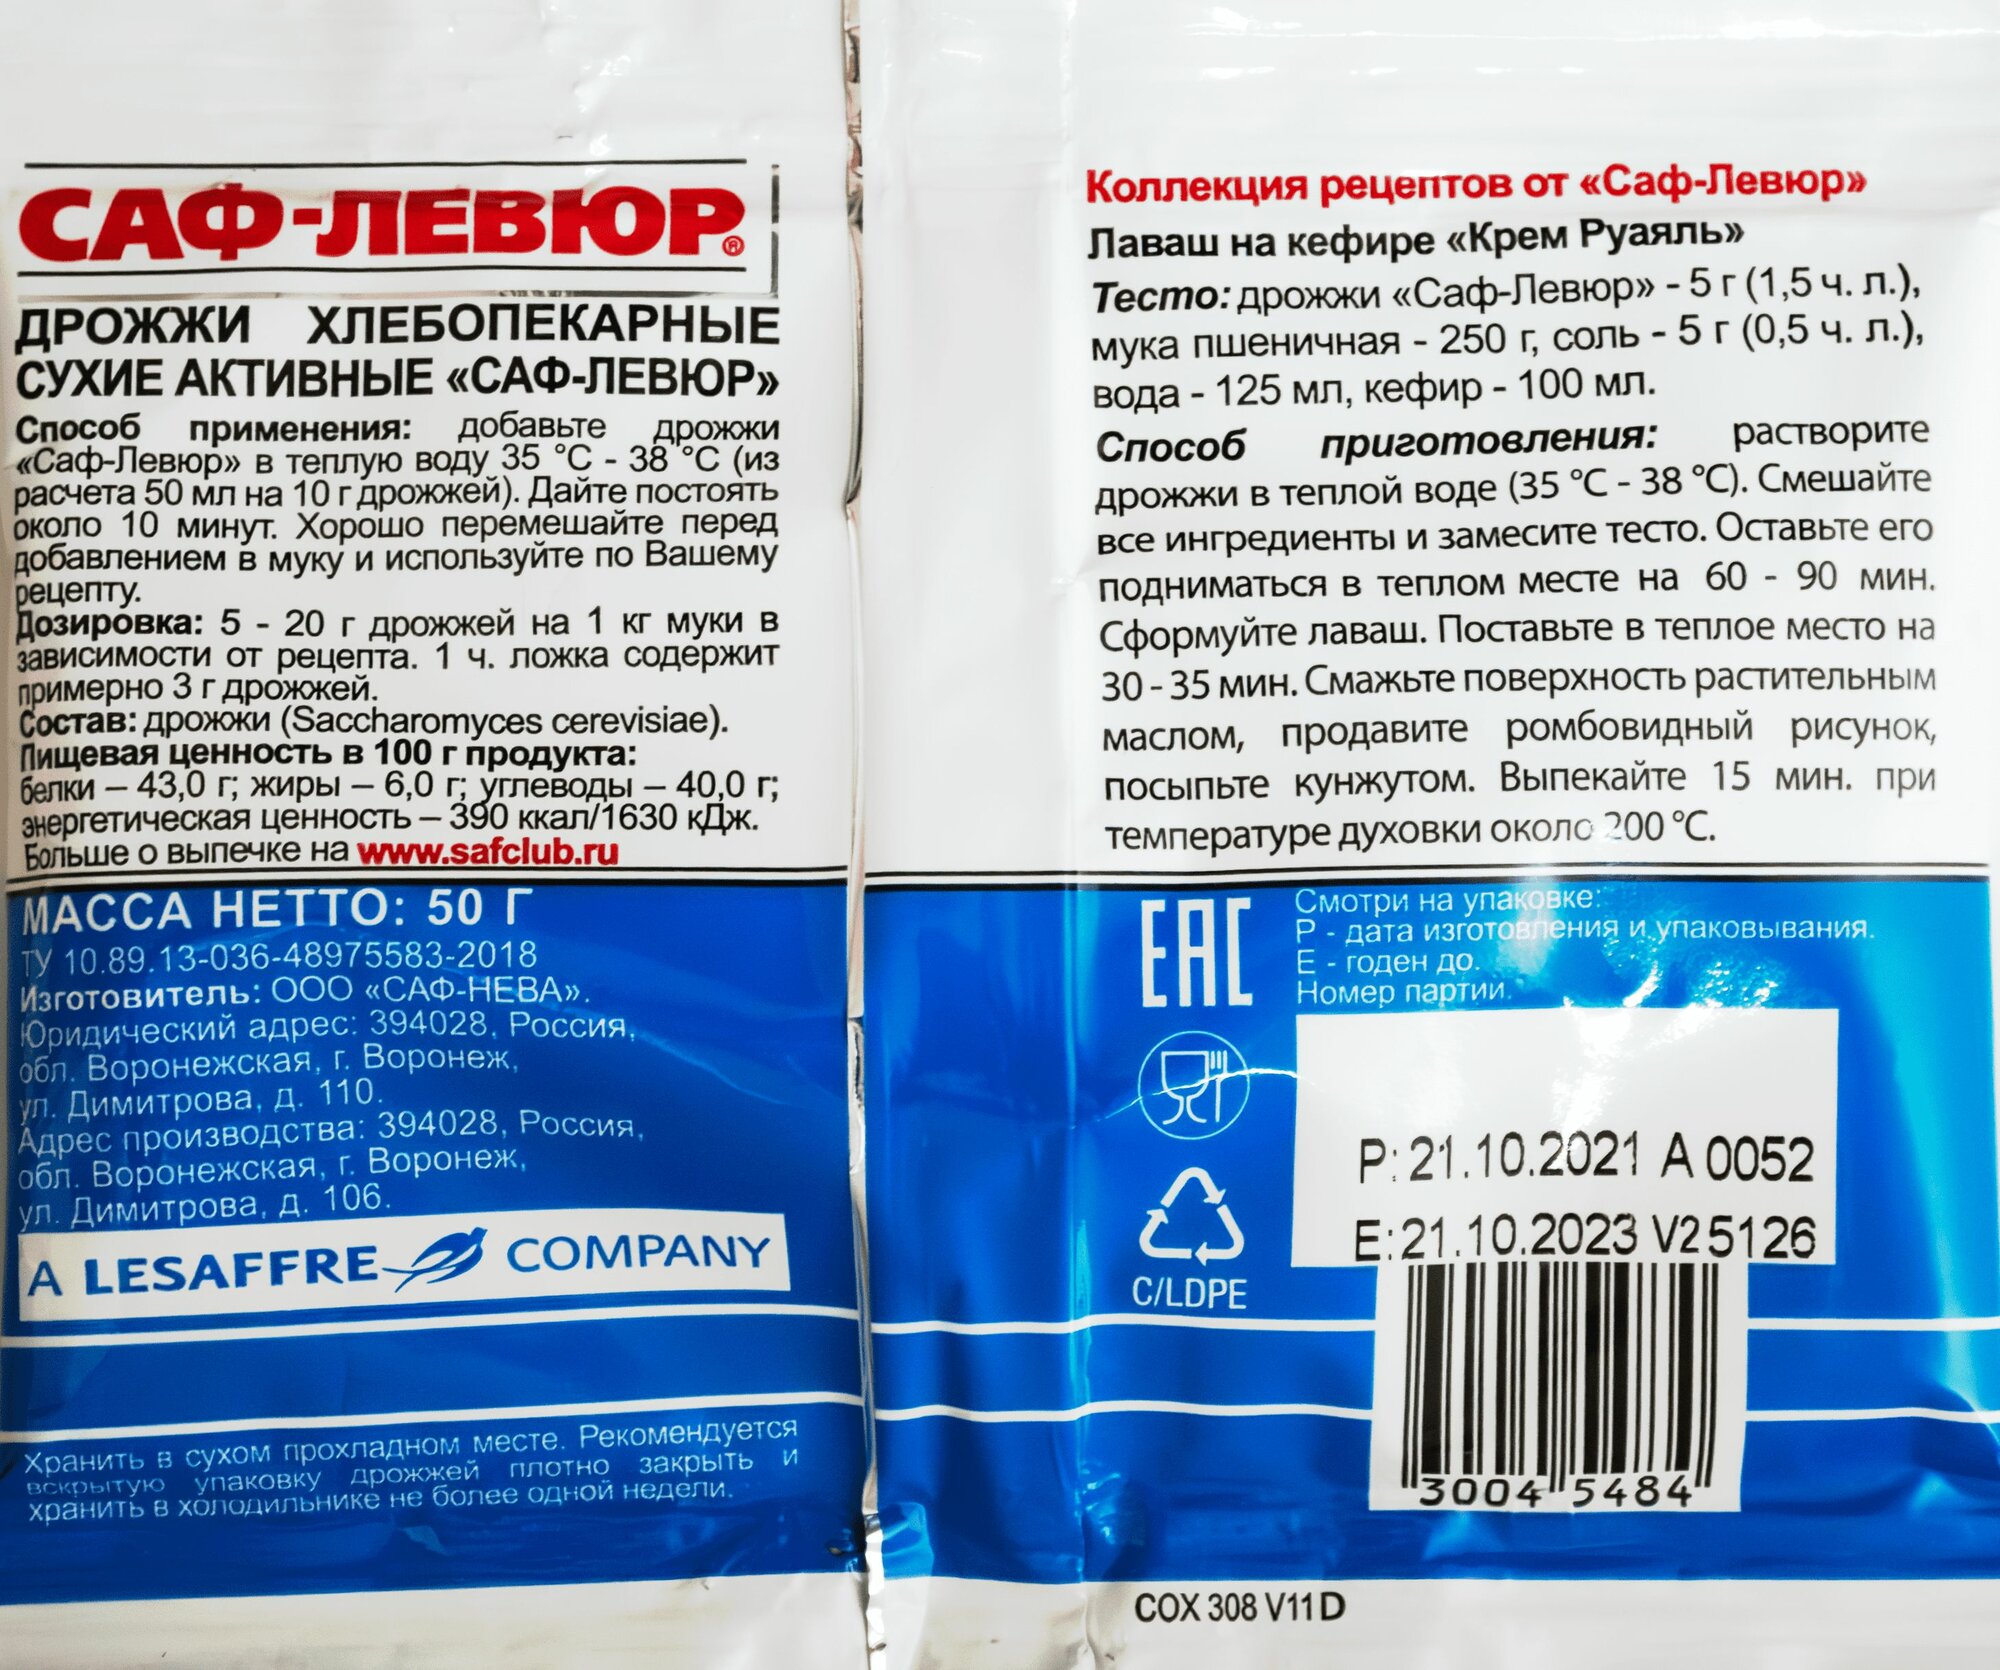 САФ-ЛЕВЮР®
ДРОЖЖИ ХЛЕБОПЕКАРНЫЕ
СУХИЕ АКТИВНЫЕ «САФ-ЛЕВЮР»
Способ применения: добавьте дрожжи
«Саф-Левюр» в теплую воду 35 °C - 38 °C (из
расчета 50 мл на 10 г дрожжей). Дайте постоять
около 10 минут. Хорошо перемешайте перед
добавлением в муку и используйте по Вашему
рецепту.
Дозировка: 5 - 20 г дрожжей на 1 кг муки в
зависимости от рецепта. 1 ч. ложка содержит
примерно 3 г дрожжей.
Состав: дрожжи (Saccharomyces cerevisiae).
Пищевая ценность в 100 г продукта:
белки – 43,0 г; жиры – 6,0 г; углеводы – 40,0 г;
энергетическая ценность – 390 ккал/1630 кДж.
Больше о выпечке на www.safclub.ru
МАССА НЕТТО: 50 Г
ТУ 10.89.13-036-48975583-2018
Изготовитель: ООО «САФ-НЕВА».
Юридический адрес: 394028, Россия,
обл. Воронежская, г. Воронеж,
ул. Димитрова, д. 110.
Адрес производства: 394028, Россия,
обл. Воронежская, г. Воронеж,
ул. Димитрова, д. 106.
A LESAFFRE COMPANY
Хранить в сухом прохладном месте. Рекомендуется
вскрытую упаковку дрожжей плотно закрыть и
хранить в холодильнике не более одной недели.
Коллекция рецептов от «Саф-Левюр»
Лаваш на кефире «Крем Руаяль»
Тесто: дрожжи «Саф-Левюр» - 5 г (1,5 ч. л.),
мука пшеничная - 250 г, соль - 5 г (0,5 ч. л.),
вода - 125 мл, кефир - 100 мл.
Способ приготовления: растворите
дрожжи в теплой воде (35 °C - 38 °C). Смешайте
все ингредиенты и замесите тесто. Оставьте его
подниматься в теплом месте на 60 - 90 мин.
Сформуйте лаваш. Поставьте в теплое место на
30 - 35 мин. Смажьте поверхность растительным
маслом, продавите ромбовидный рисунок,
посыпьте кунжутом. Выпекайте 15 мин. при
температуре духовки около 200 °C.
EAC
Смотри на упаковке:
P - дата изготовления и упаковывания.
E - годен до.
Номер партии.
P: 21.10.2021 A 0052
E: 21.10.2023 V2 5126
C/LDPE
3004 5484
COX 308 V11 D